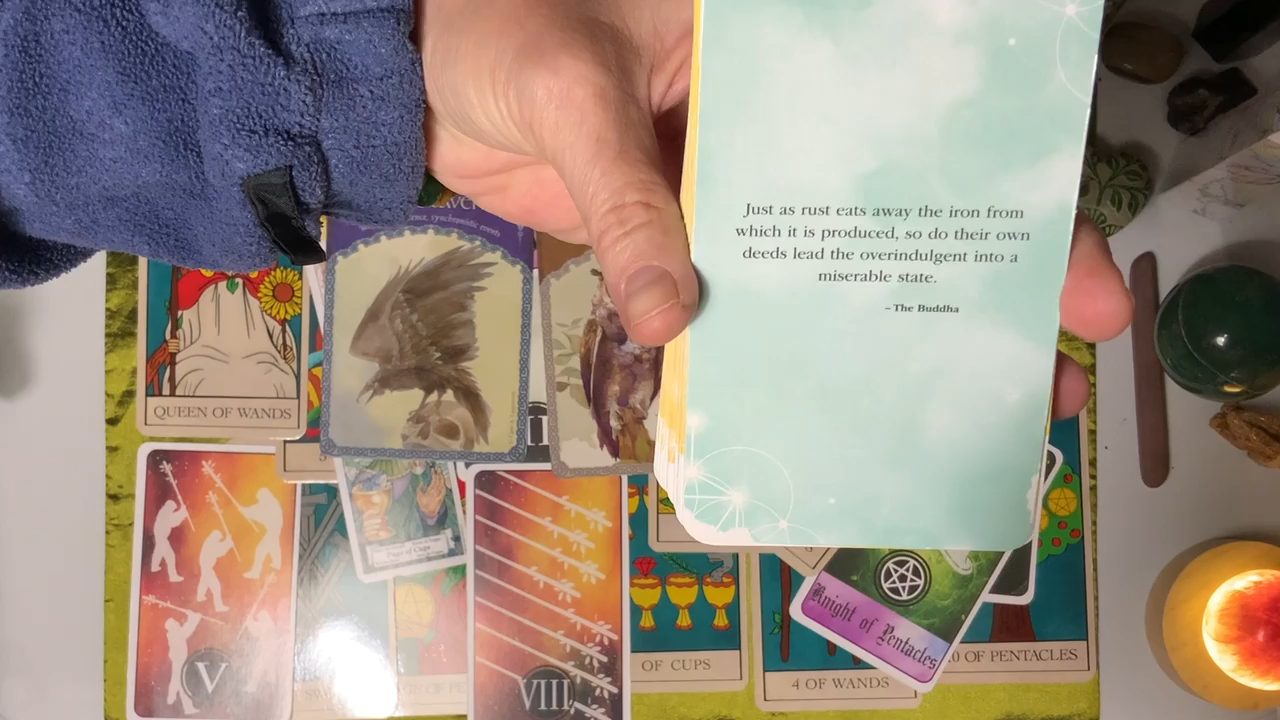 synchronistic events
Just as rust eats away the iron from
which it is produced, so do their own
deeds lead the overindulgent into a
miserable state.
– The Buddha
QUEEN OF WANDS
Page of Cups
V
VIII
OF CUPS
4 OF WANDS
Knight of Pentacles
10 OF PENTACLES